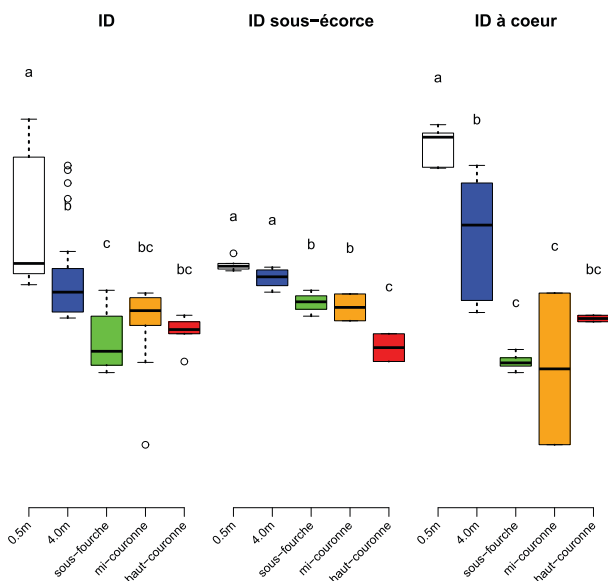 ID
ID sous−écorce
ID à coeur
a
b
c
bc
bc
a
a
b
b
c
a
b
c
c
bc
0.5m
4.0m
sous−fourche
mi−couronne
haut−couronne
0.5m
4.0m
sous−fourche
mi−couronne
haut−couronne
0.5m
4.0m
sous−fourche
mi−couronne
haut−couronne